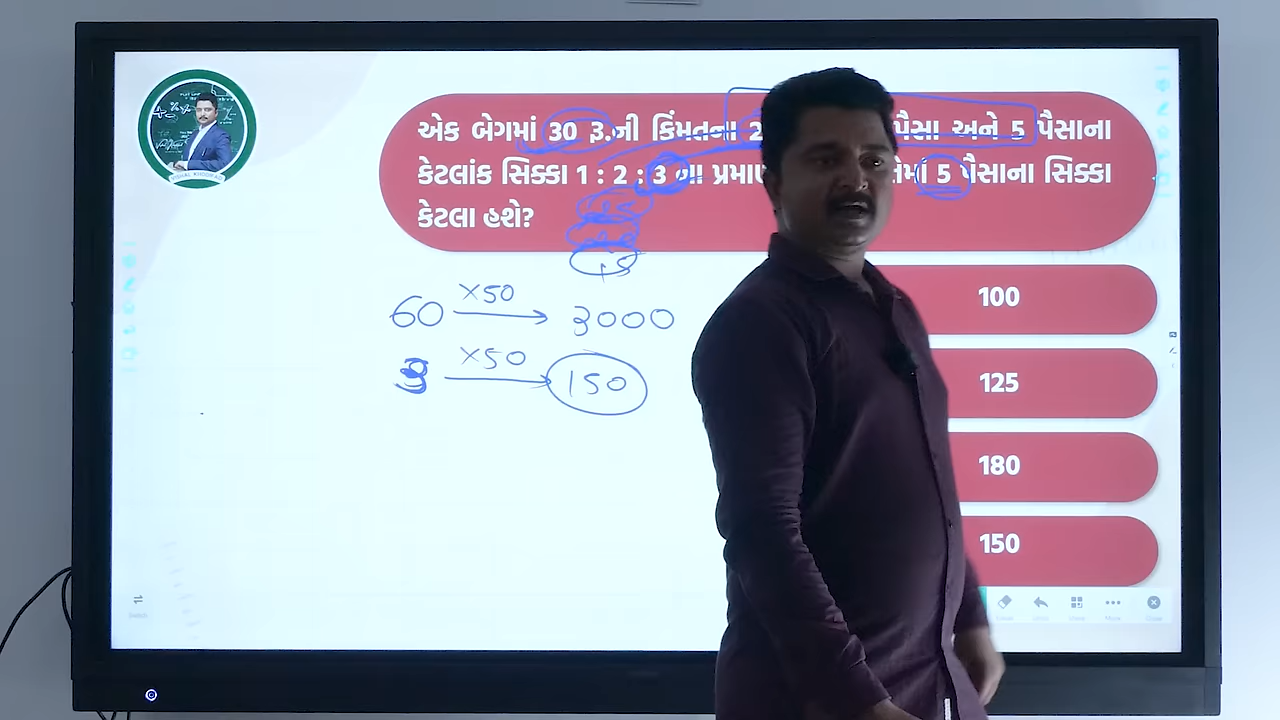 એક બેગમાં 30 રૂ.ની કિંમતના 2 પૈસા અને 5 પૈસાના
કેટલાંક સિક્કા 1 : 2 : 3 ના 5 પૈસાના સિક્કા
કેટલા હશે?
15
60 ×50 → 3000
3 ×50 → 150
100
125
180
150